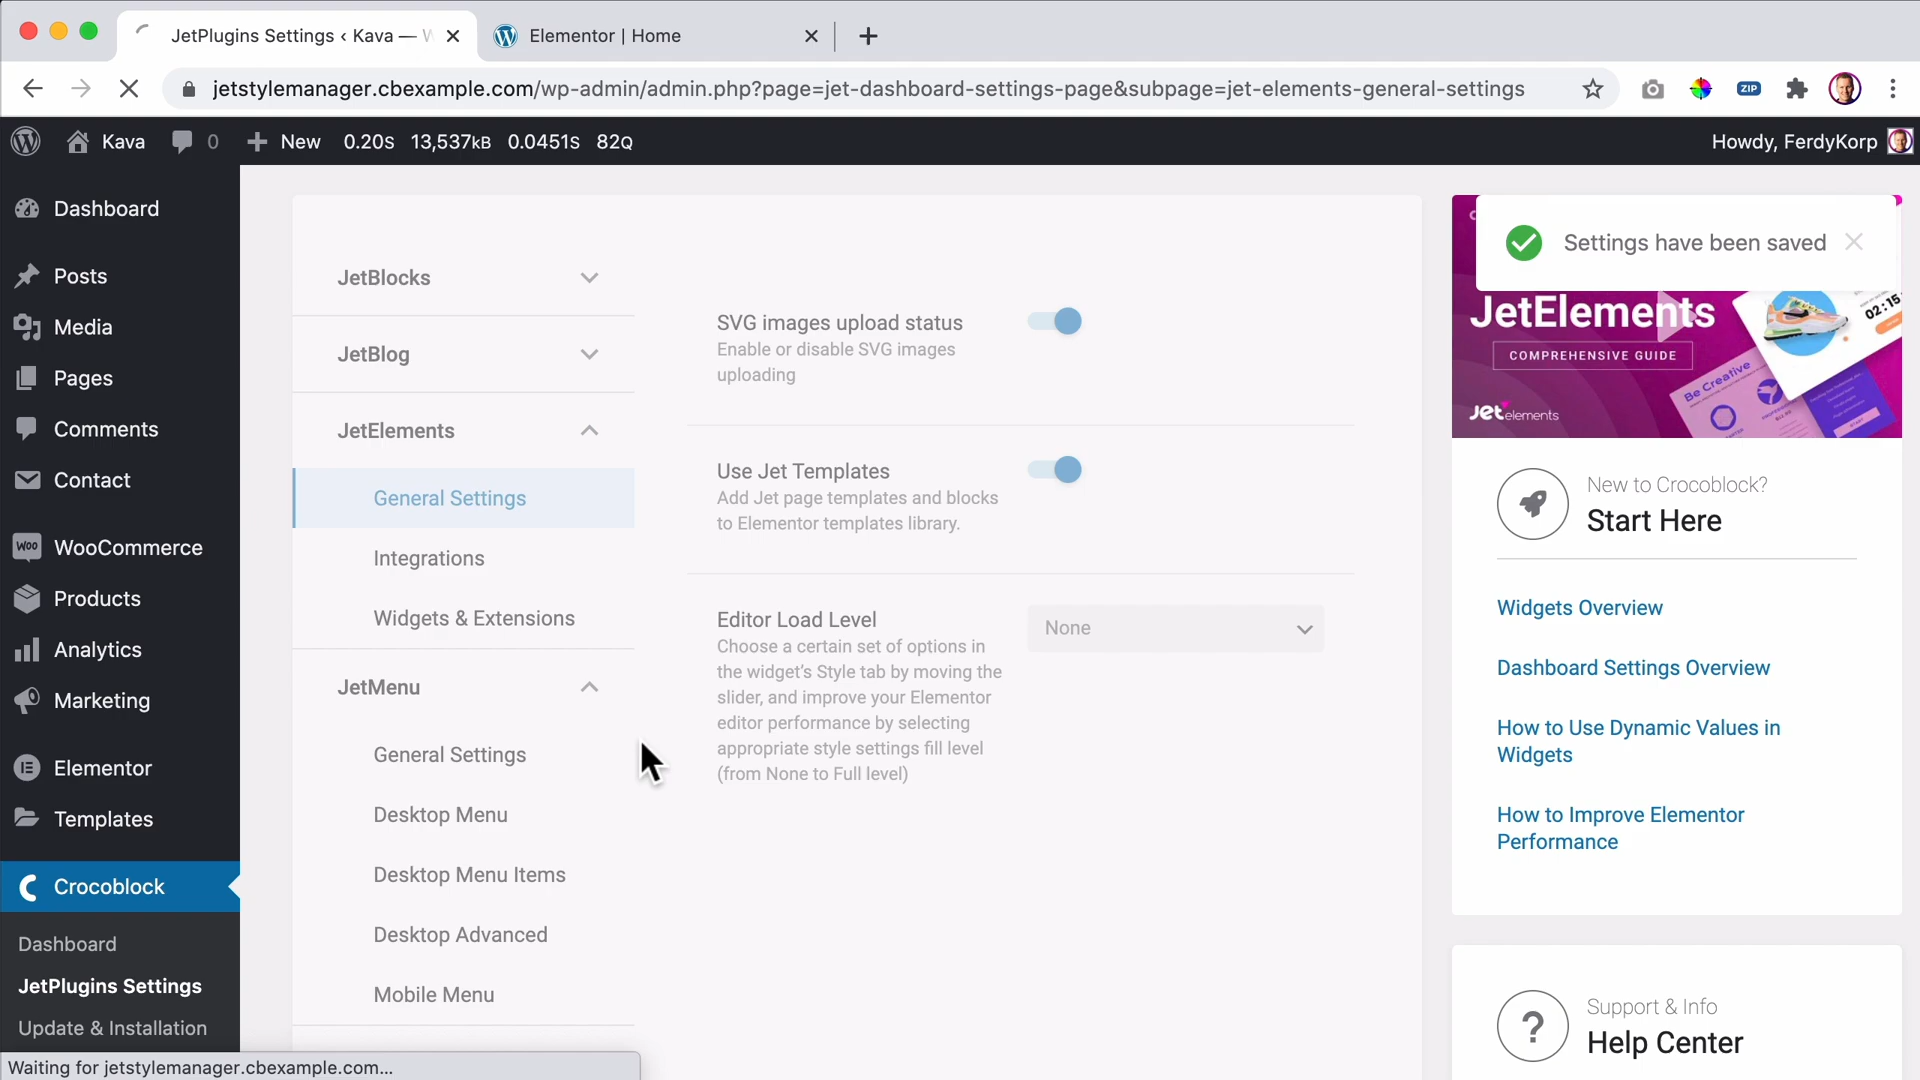 JetPlugins Settings ‹ Kava — W
Elementor | Home
jetstylemanager.cbexample.com/wp-admin/admin.php?page=jet-dashboard-settings-page&subpage=jet-elements-general-settings
ZIP
Kava
0
New
0.20S 13,537KB 0.0451S 82Q
Howdy, FerdyKorp
Dashboard
Posts
Media
Pages
Comments
Contact
WOO
WooCommerce
Products
Analytics
Marketing
Elementor
Templates
Crocoblock
Dashboard
JetPlugins Settings
Update & Installation
JetBlocks
JetBlog
JetElements
General Settings
Integrations
Widgets & Extensions
JetMenu
General Settings
Desktop Menu
Desktop Menu Items
Desktop Advanced
Mobile Menu
SVG images upload status
Enable or disable SVG images
uploading
Use Jet Templates
Add Jet page templates and blocks
to Elementor templates library.
Editor Load Level
None
Choose a certain set of options in
the widget's Style tab by moving the
slider, and improve your Elementor
editor performance by selecting
appropriate style settings fill level
(from None to Full level)
Settings have been saved
JetElements
COMPREHENSIVE GUIDE
02:15
Be Creative
Jet elements
New to Crocoblock?
Start Here
Widgets Overview
Dashboard Settings Overview
How to Use Dynamic Values in
Widgets
How to Improve Elementor
Performance
Support & Info
Help Center
Waiting for jetstylemanager.cbexample.com...